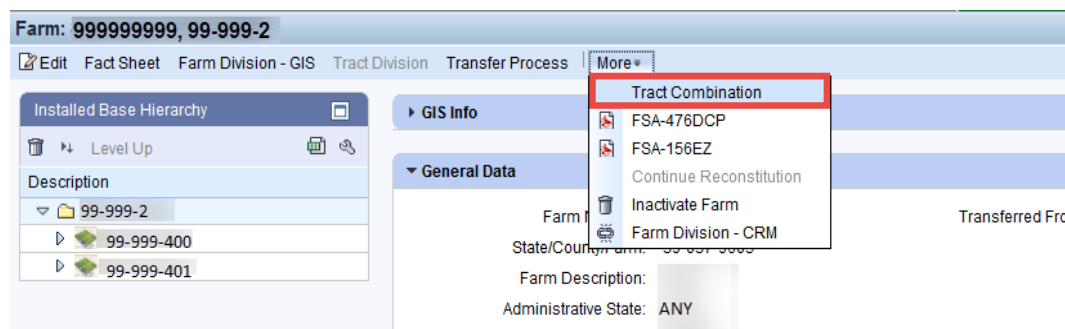 Farm: 999999999, 99-999-2
Edit Fact Sheet Farm Division - GIS Tract Division Transfer Process More
Installed Base Hierarchy
Level Up
Description
99-999-2
99-999-400
99-999-401
Tract Combination
FSA-476DCP
FSA-156EZ
Continue Reconstitution
Inactivate Farm
Farm Division - CRM
GIS Info
General Data
Farm
Transferred
State/County/Farm:
Farm Description:
Administrative State: ANY